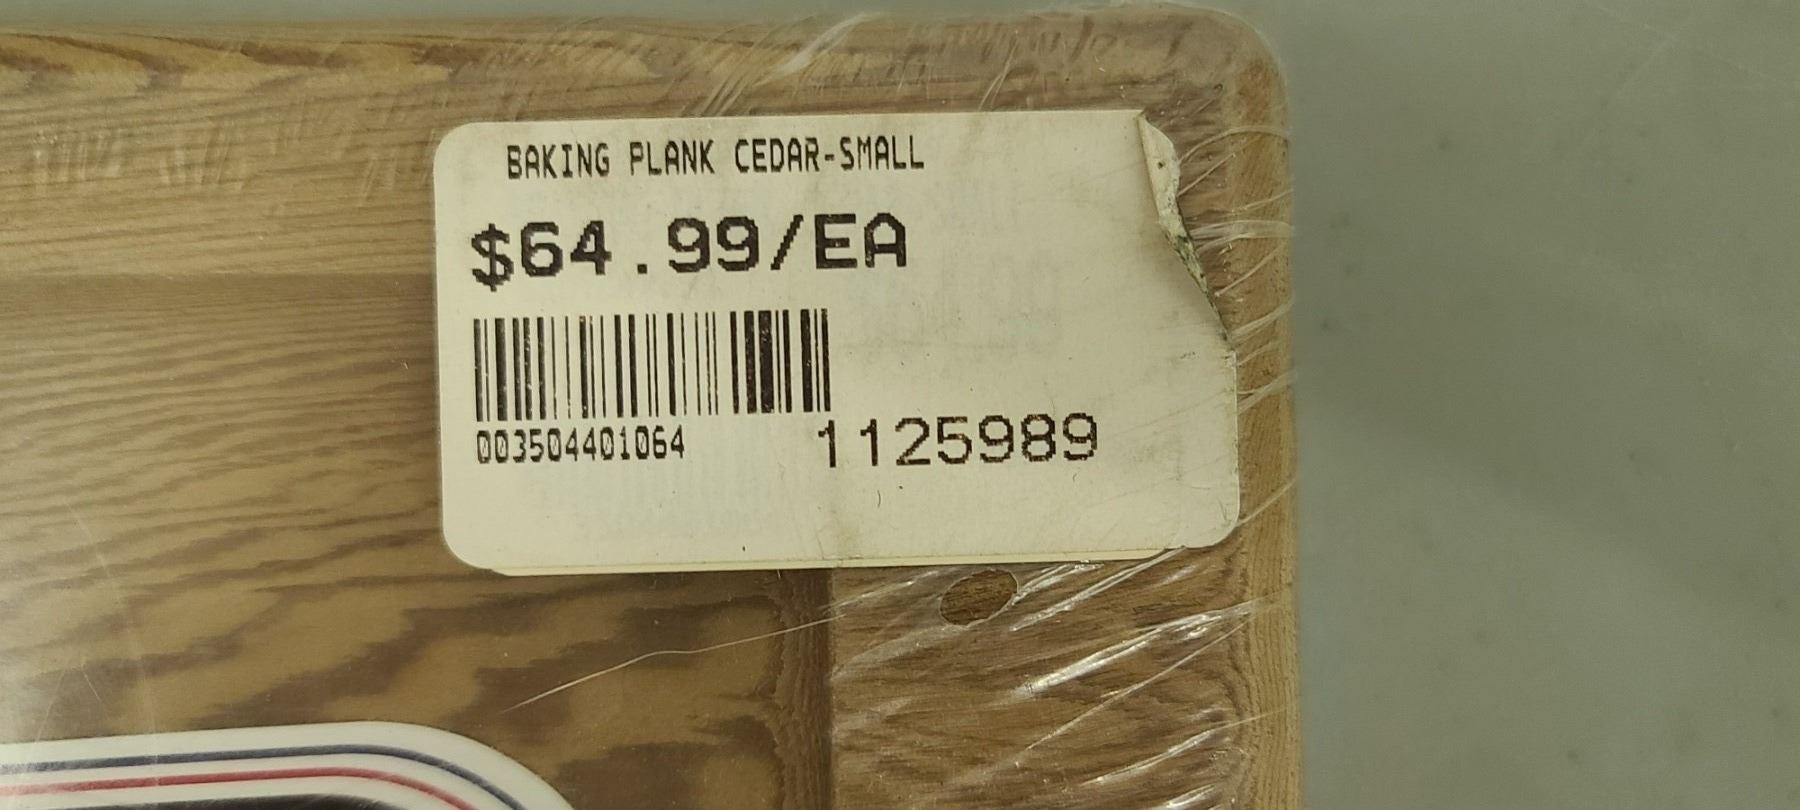 BAKING PLANK CEDAR-SMALL
$64.99/EA
003504401064
1125989